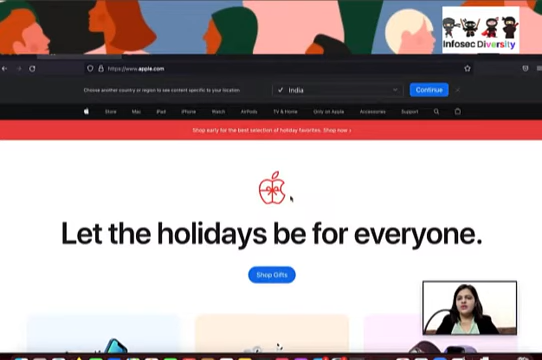 Infosec Diversity
https://www.apple.com
Choose another country or region to see content specific to your location.
India
Continue
Store Mac iPad iPhone Watch AirPods TV & Home Only on Apple Accessories Support
Shop early for the best selection of holiday favorites. Shop now ›
Let the holidays be for everyone.
Shop Gifts